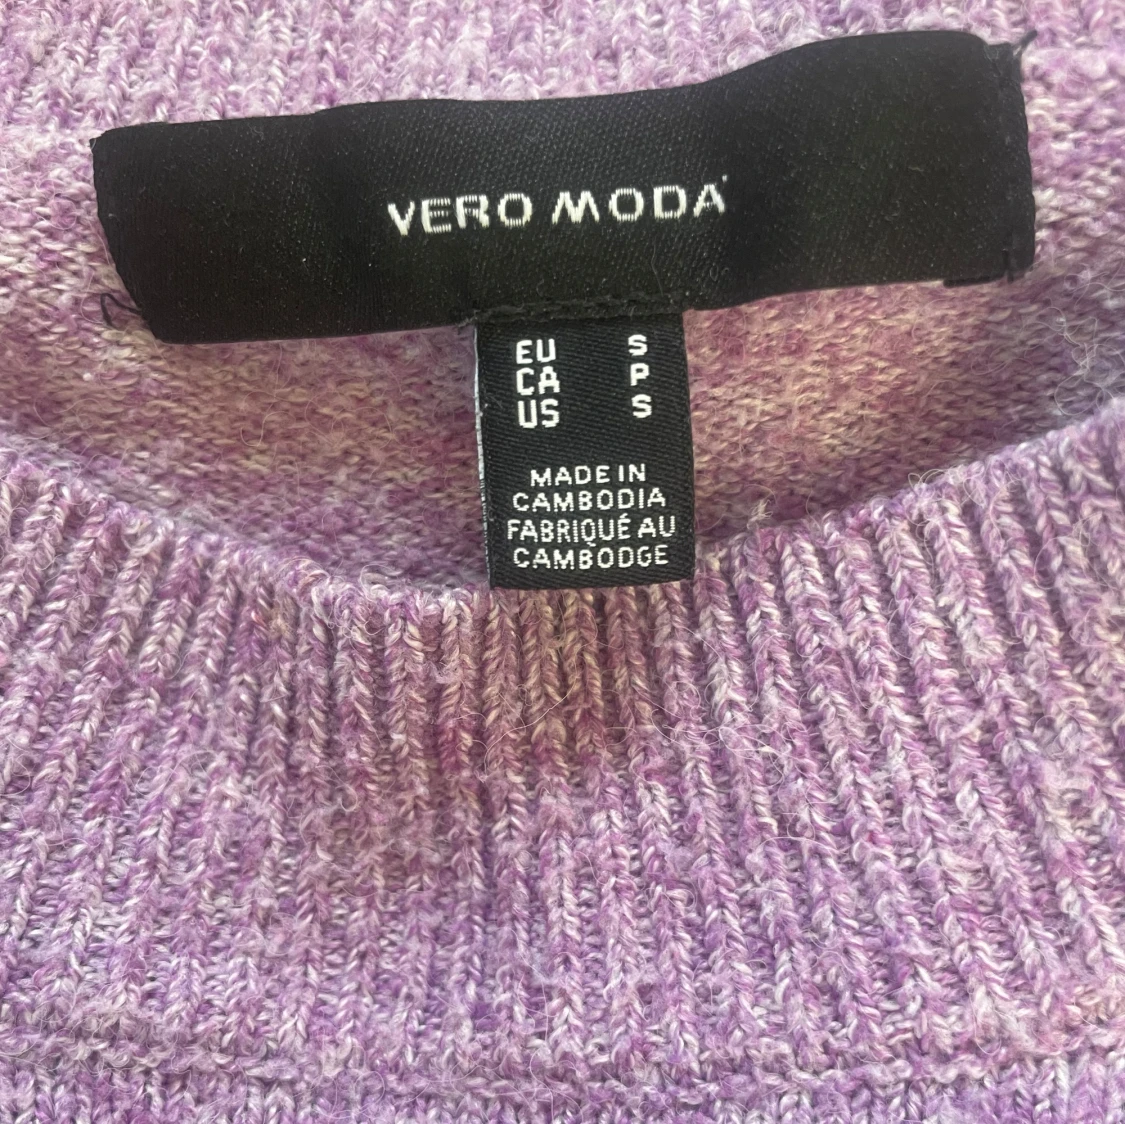 VERO MODA
EU S
CA P
US S
MADE IN
CAMBODIA
FABRIQUÉ AU
CAMBODGE